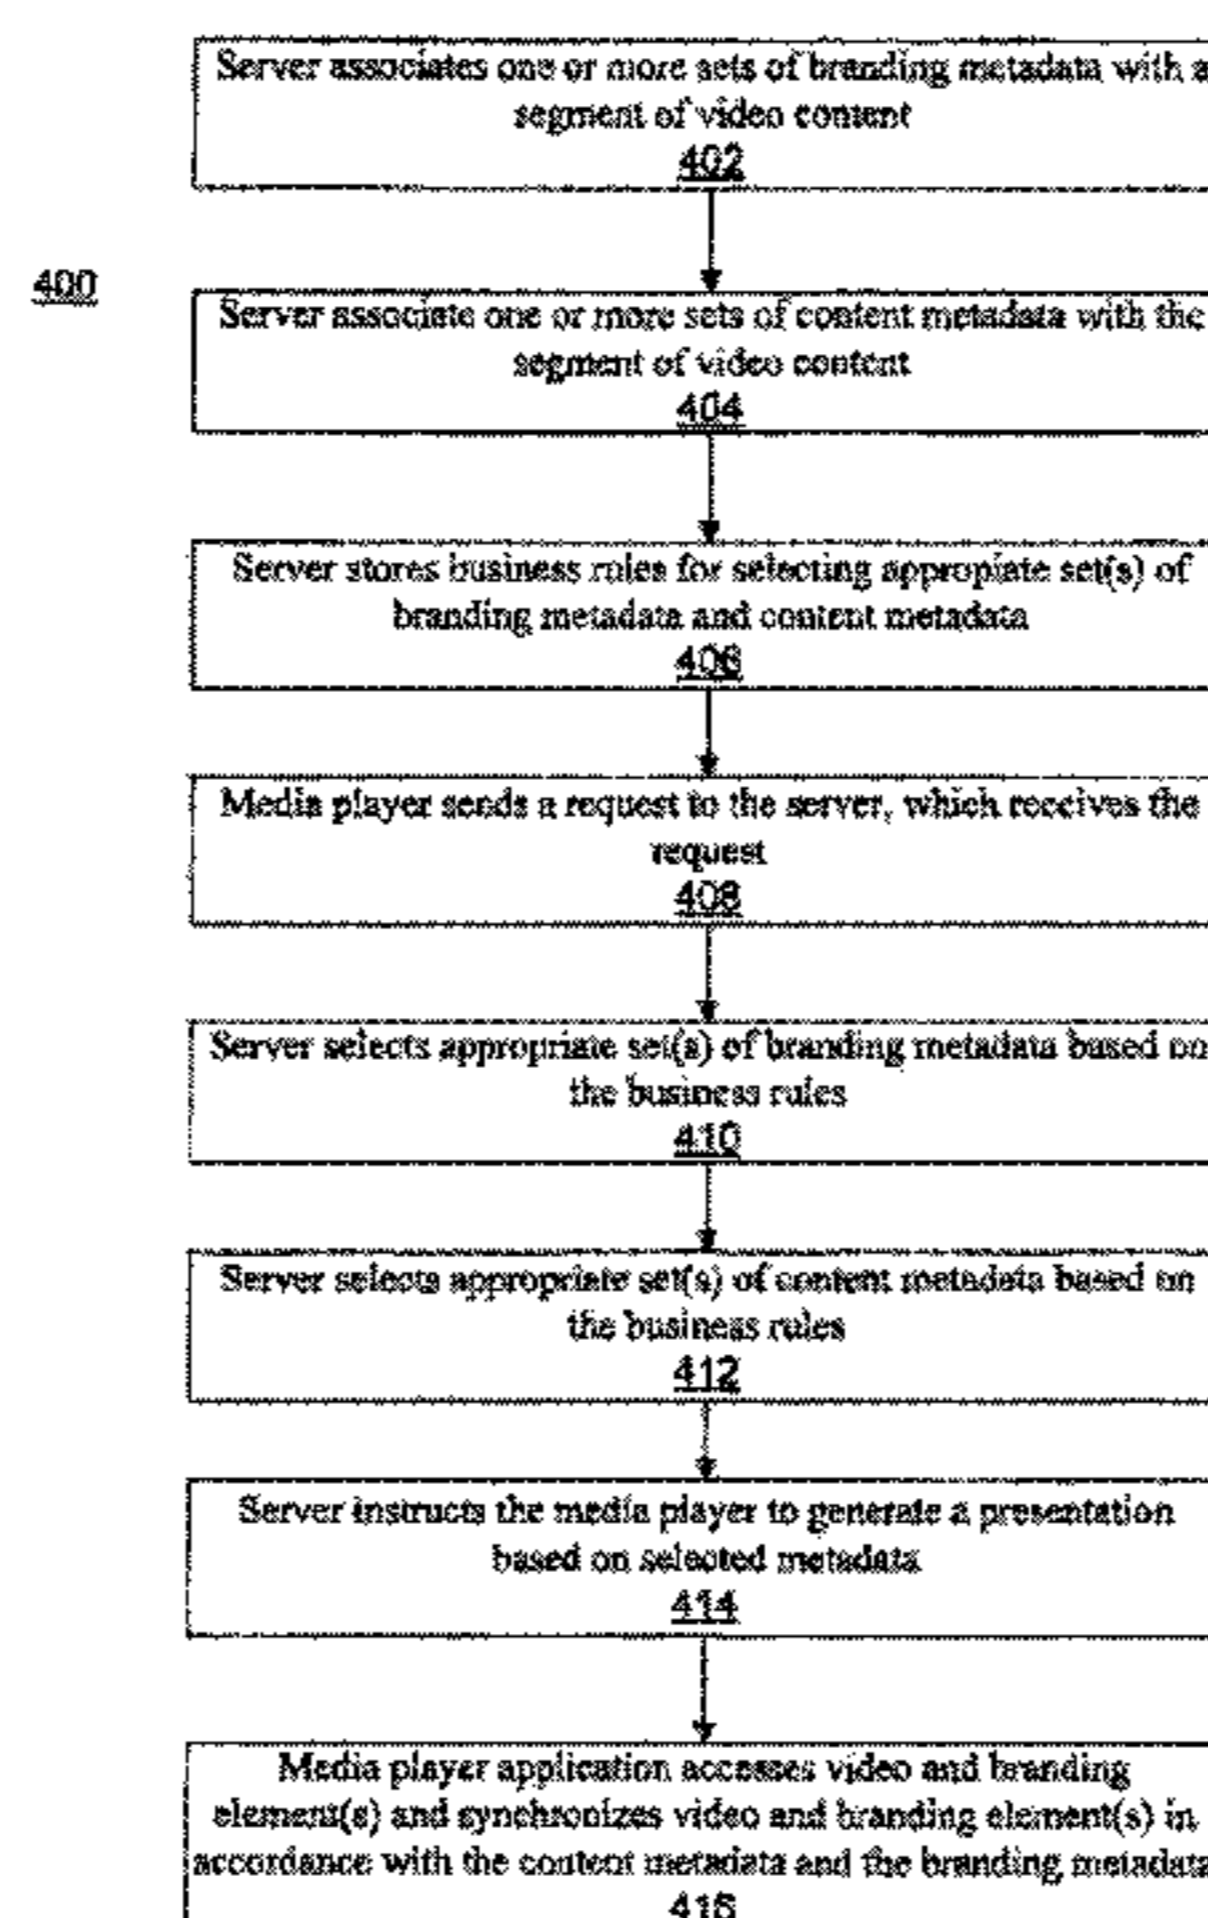 Server associates one or more sets of branding metadata with a
segment of video content
402
400
Server associate one or more sets of content metadata with the
segment of video content
404
Server stores business rules for selecting appropiate set(s) of
branding metadata and content metadata
406
Media player sends a request to the server, which receives the
request
408
Server selects appropriate set(s) of branding metadata based on
the business rules
410
Server selects appropriate set(s) of content metadata based on
the business rules
412
Server instructs the media player to generate a presentation
based on selected metadata
414
Media player application accesses video and branding
element(s) and synchronizes video and branding element(s) in
accordance with the content metadata and the branding metadata
416